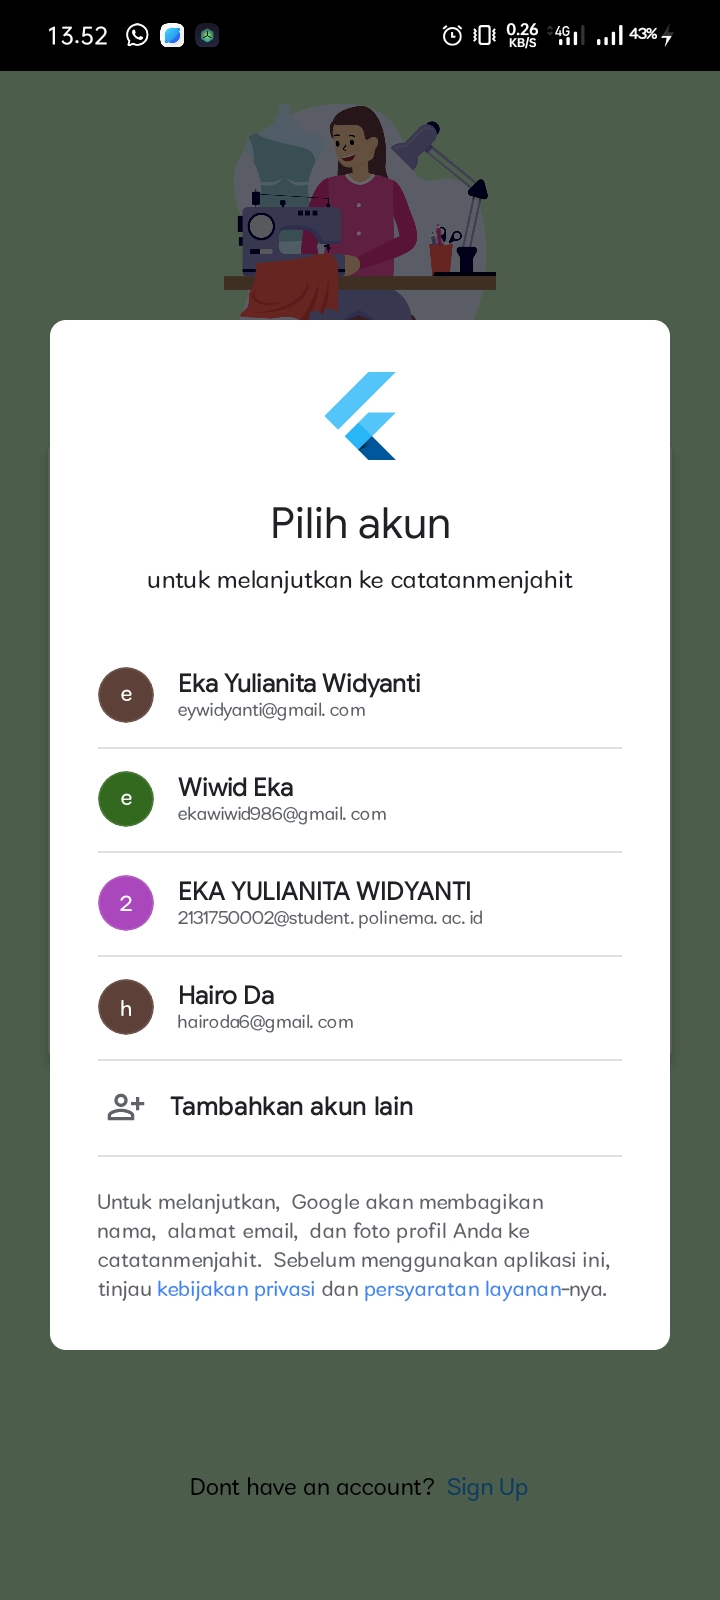 13.52
0.26
KB/S
4G
43%
Pilih akun
untuk melanjutkan ke catatanmenjahit
e
Eka Yulianita Widyanti
eywidyanti@gmail. com
e
Wiwid Eka
ekawiwid986@gmail. com
2
EKA YULIANITA WIDYANTI
2131750002@student. polinema. ac. id
h
Hairo Da
hairoda6@gmail. com
Tambahkan akun lain
Untuk melanjutkan,  Google akan membagikan
nama,  alamat email,  dan foto profil Anda ke
catatanmenjahit.  Sebelum menggunakan aplikasi ini,
tinjau kebijakan privasi dan persyaratan layanan-nya.
Dont have an account?  Sign Up